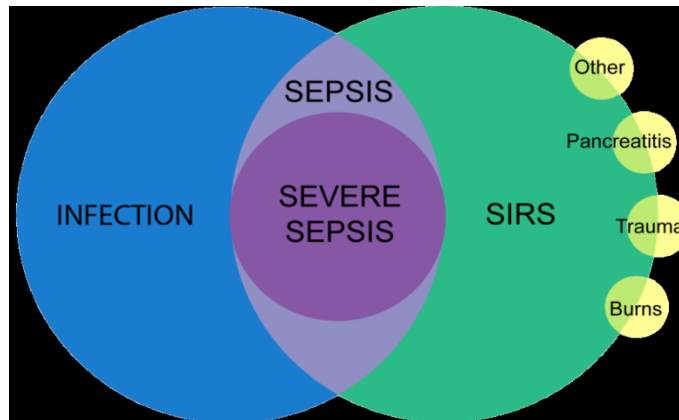 Other
SEPSIS
Pancreatitis
INFECTION
SEVERE
SEPSIS
SIRS
Trauma
Burns